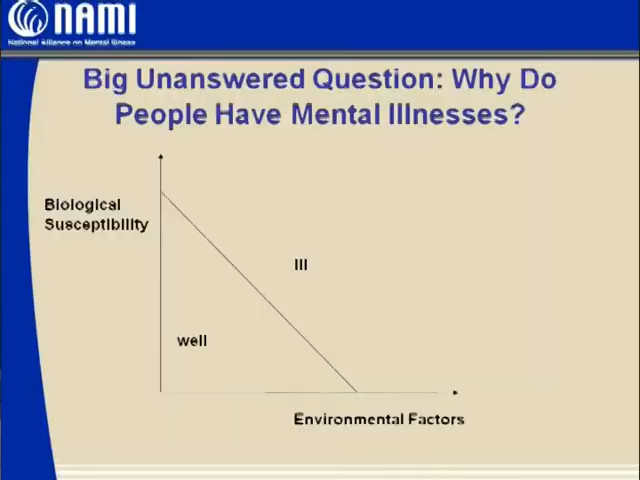 NAMI
National Alliance on Mental Illness
Big Unanswered Question: Why Do
People Have Mental Illnesses?
Biological
Susceptibility
Ill
well
Environmental Factors